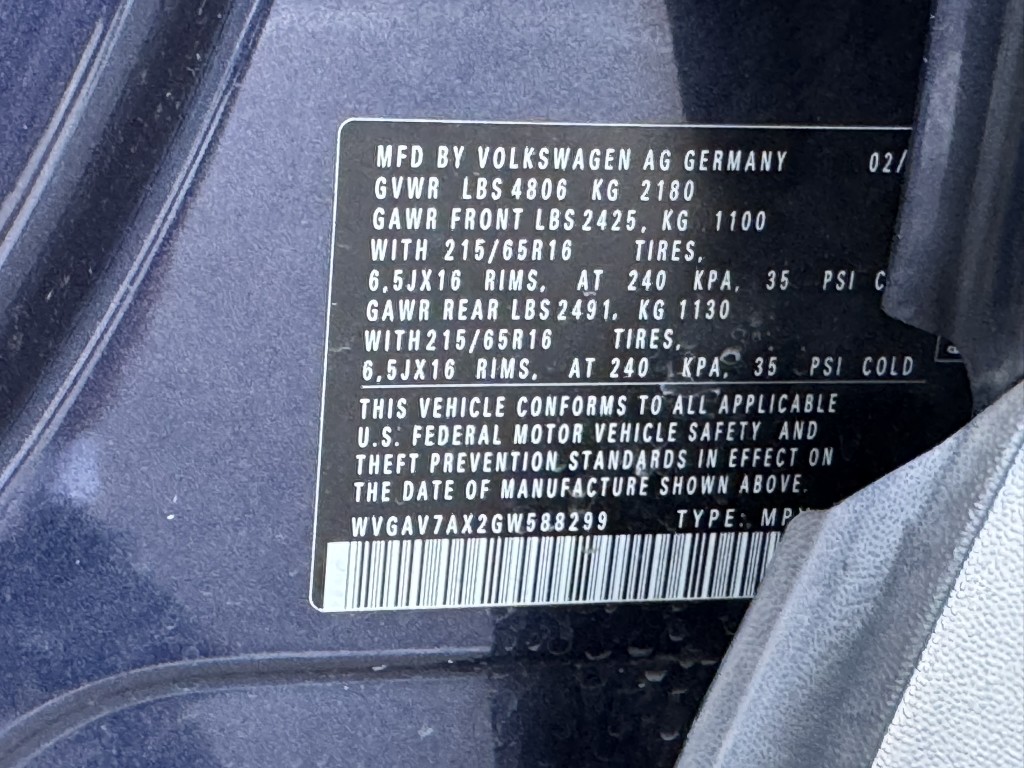 MFD BY VOLKSWAGEN AG GERMANY 02/
GVWR LBS 4806 KG 2180
GAWR FRONT LBS 2425, KG 1100
WITH 215/65R16 TIRES,
6,5JX16 RIMS, AT 240 KPA, 35 PSI C
GAWR REAR LBS 2491, KG 1130
WITH 215/65R16 TIRES,
6,5JX16 RIMS, AT 240 KPA, 35 PSI COLD
THIS VEHICLE CONFORMS TO ALL APPLICABLE
U.S. FEDERAL MOTOR VEHICLE SAFETY AND
THEFT PREVENTION STANDARDS IN EFFECT ON
THE DATE OF MANUFACTURE SHOWN ABOVE.
WVGAV7AX2GW588299 TYPE: MP